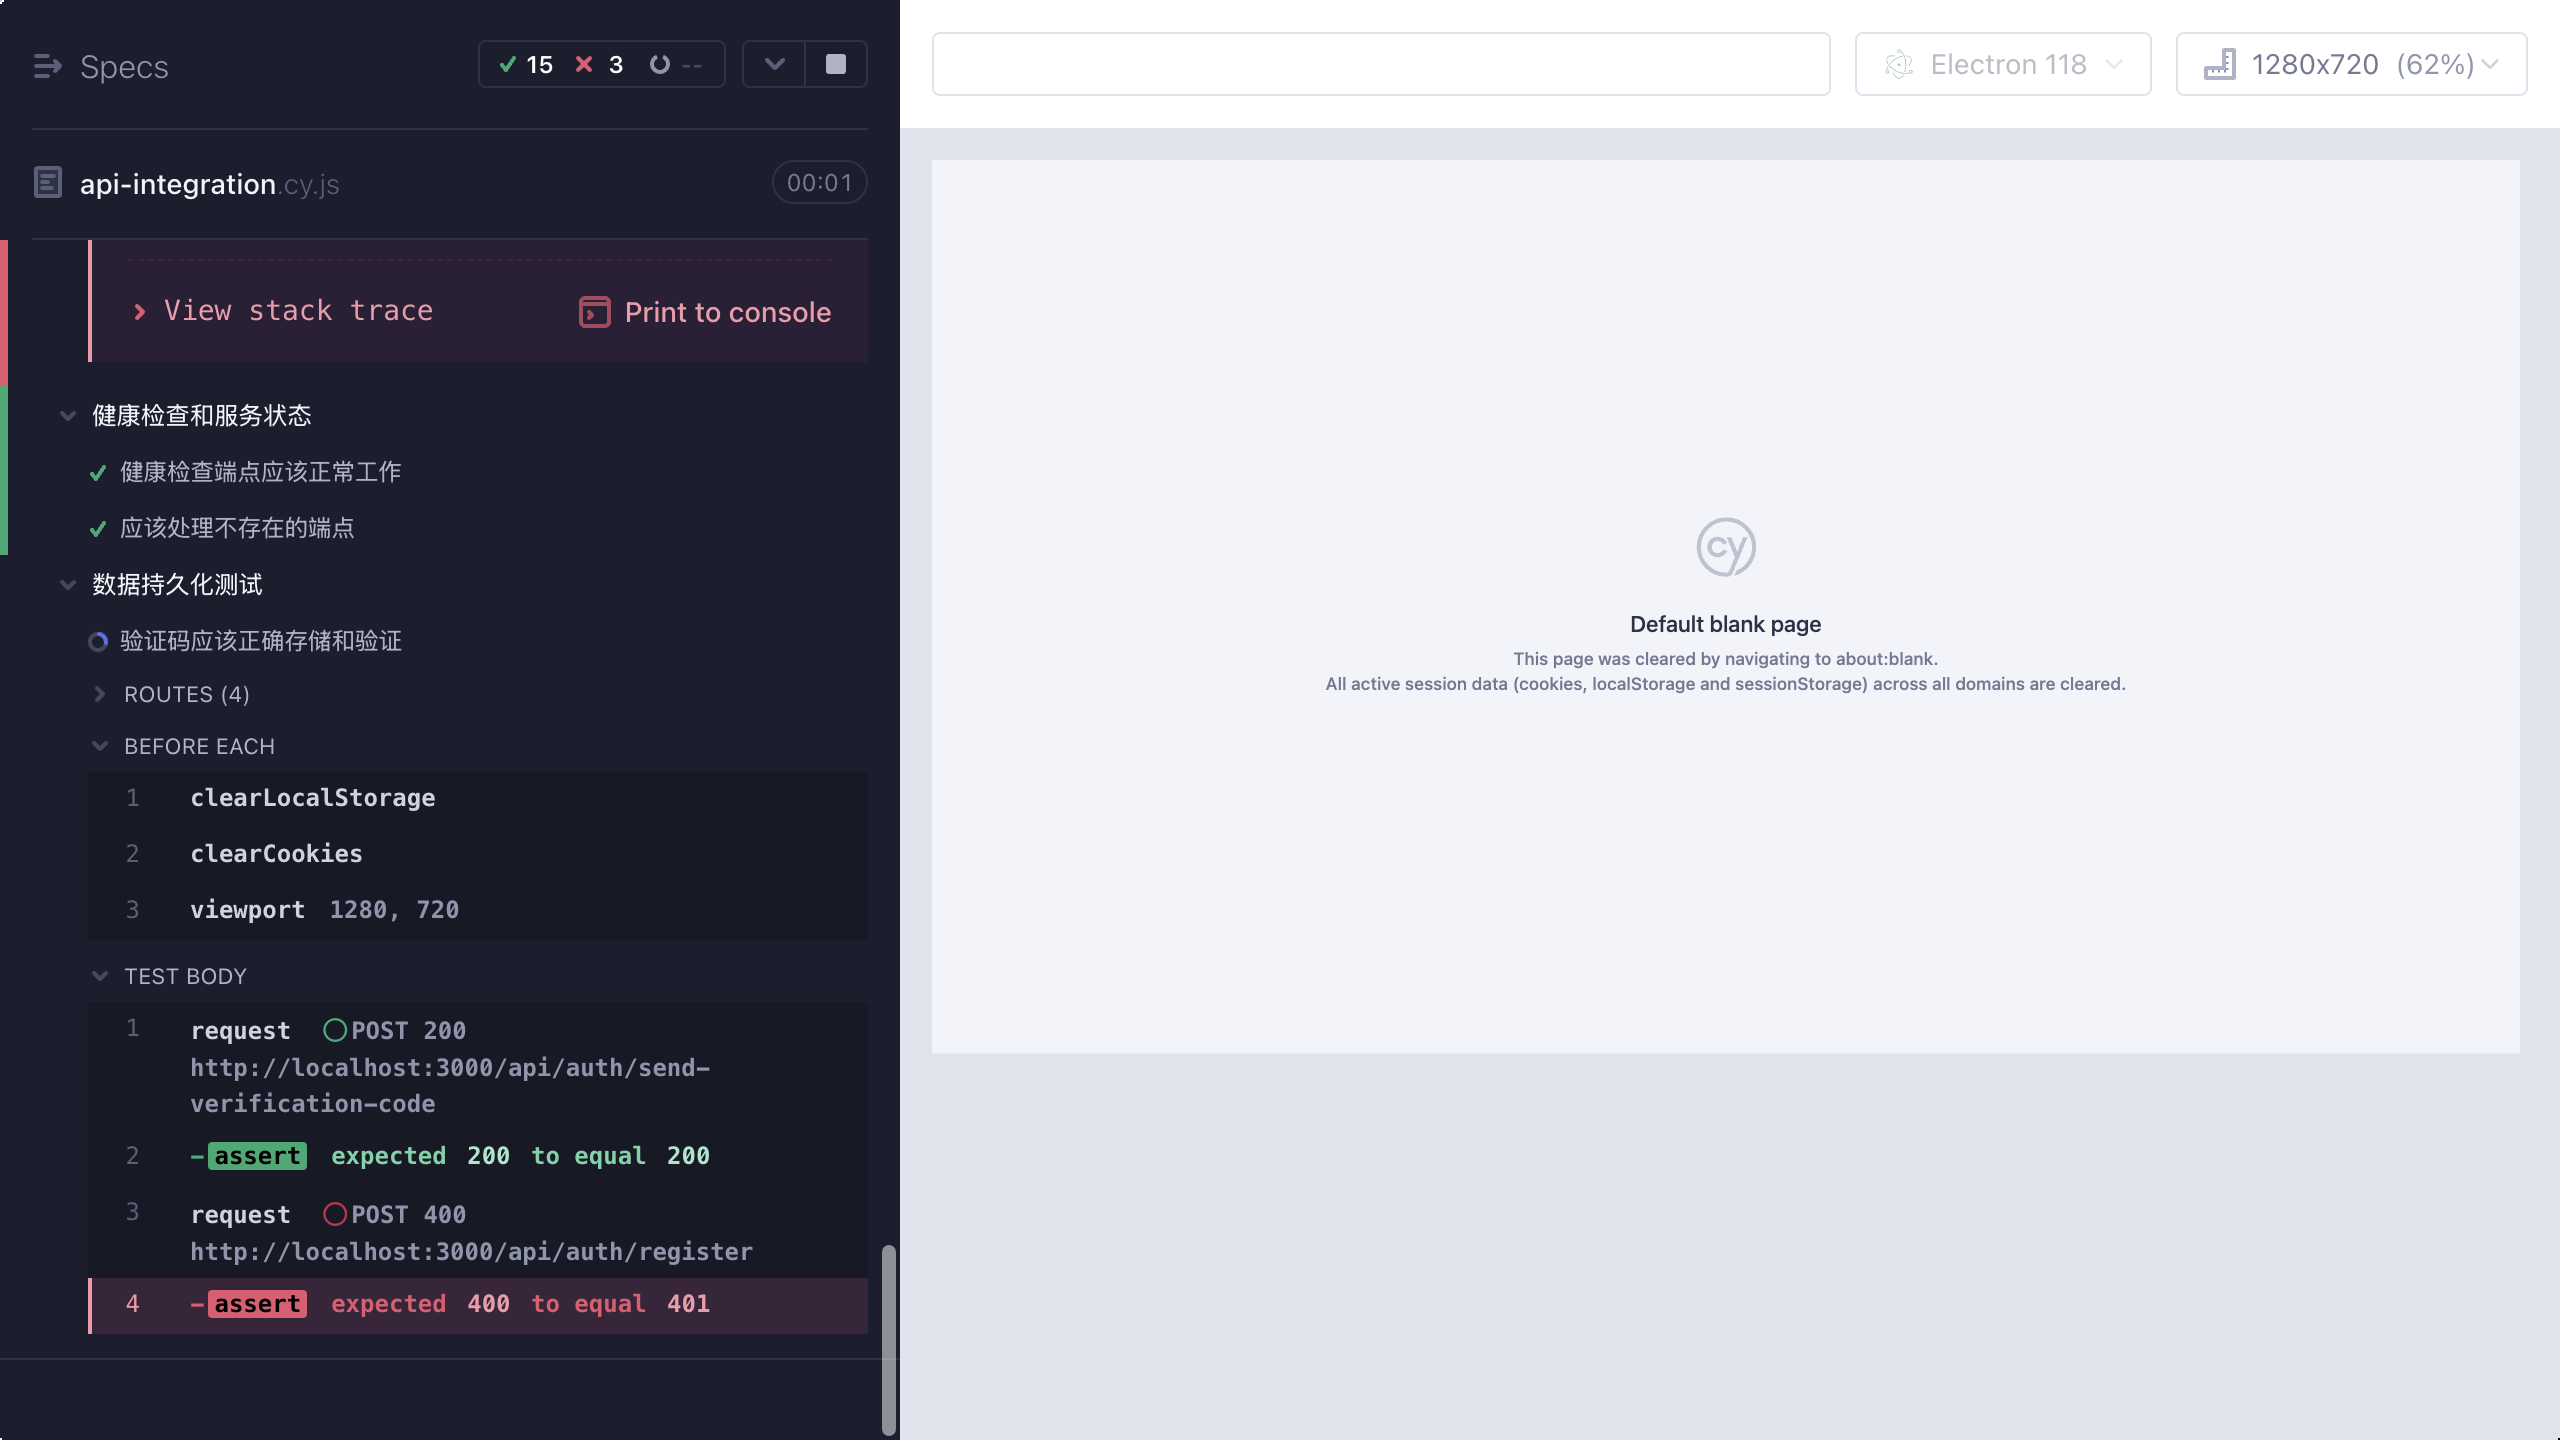 Specs
15 3 --
api-integration.cy.js
00:01
View stack trace
Print to console
健康检查和服务状态
健康检查端点应该正常工作
应该处理不存在的端点
数据持久化测试
验证码应该正确存储和验证
ROUTES (4)
BEFORE EACH
1 clearLocalStorage
2 clearCookies
3 viewport 1280, 720
TEST BODY
1 request POST 200
http://localhost:3000/api/auth/send-
verification-code
2 -assert expected 200 to equal 200
3 request POST 400
http://localhost:3000/api/auth/register
4 -assert expected 400 to equal 401
Electron 118
1280x720 (62%)
cy
Default blank page
This page was cleared by navigating to about:blank.
All active session data (cookies, localStorage and sessionStorage) across all domains are cleared.